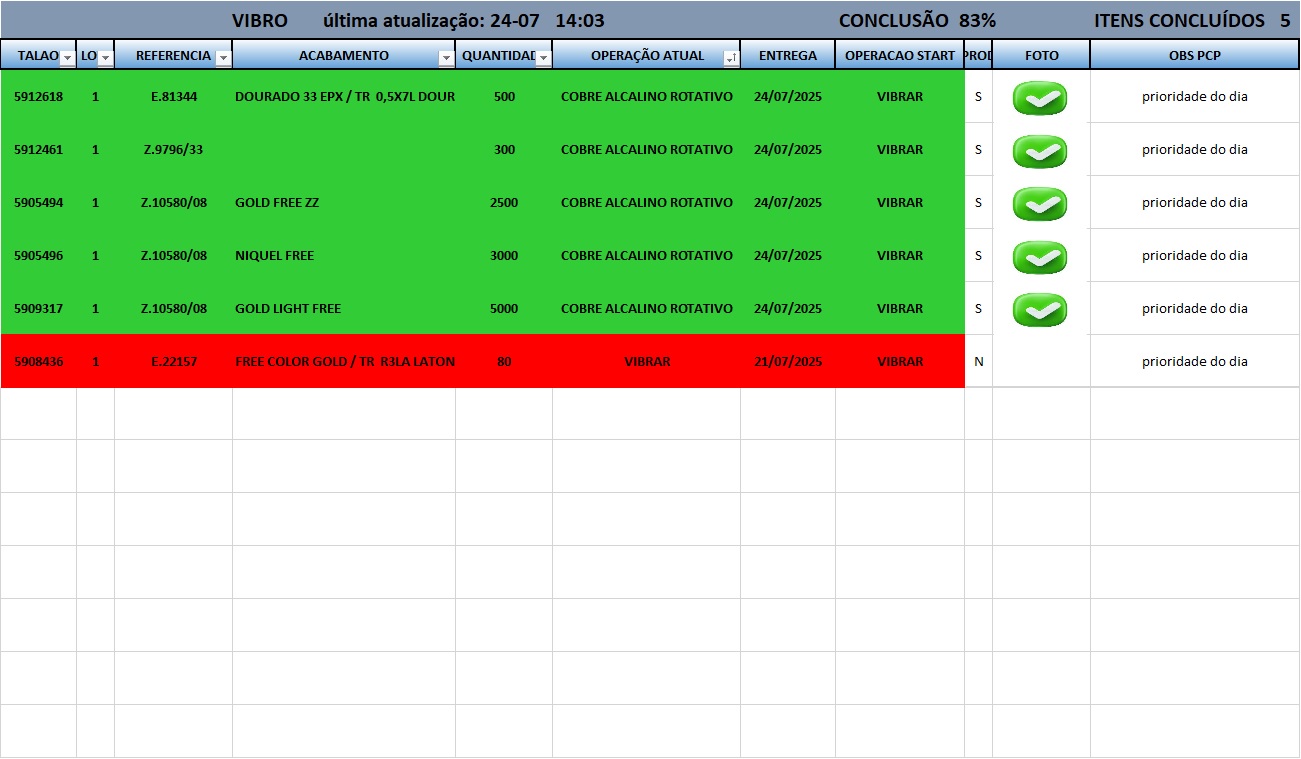 VIBRO última atualização: 24-07 14:03 CONCLUSÃO 83% ITENS CONCLUÍDOS 5
TALAO LO REFERENCIA ACABAMENTO QUANTIDAD OPERAÇÃO ATUAL ENTREGA OPERACAO START PROD FOTO OBS PCP
5912618 1 E.81344 DOURADO 33 EPX / TR 0,5X7L DOUR 500 COBRE ALCALINO ROTATIVO 24/07/2025 VIBRAR S prioridade do dia
5912461 1 Z.9796/33 300 COBRE ALCALINO ROTATIVO 24/07/2025 VIBRAR S prioridade do dia
5905494 1 Z.10580/08 GOLD FREE ZZ 2500 COBRE ALCALINO ROTATIVO 24/07/2025 VIBRAR S prioridade do dia
5905496 1 Z.10580/08 NIQUEL FREE 3000 COBRE ALCALINO ROTATIVO 24/07/2025 VIBRAR S prioridade do dia
5909317 1 Z.10580/08 GOLD LIGHT FREE 5000 COBRE ALCALINO ROTATIVO 24/07/2025 VIBRAR S prioridade do dia
5908436 1 E.22157 FREE COLOR GOLD / TR R3LA LATON 80 VIBRAR 21/07/2025 VIBRAR N prioridade do dia